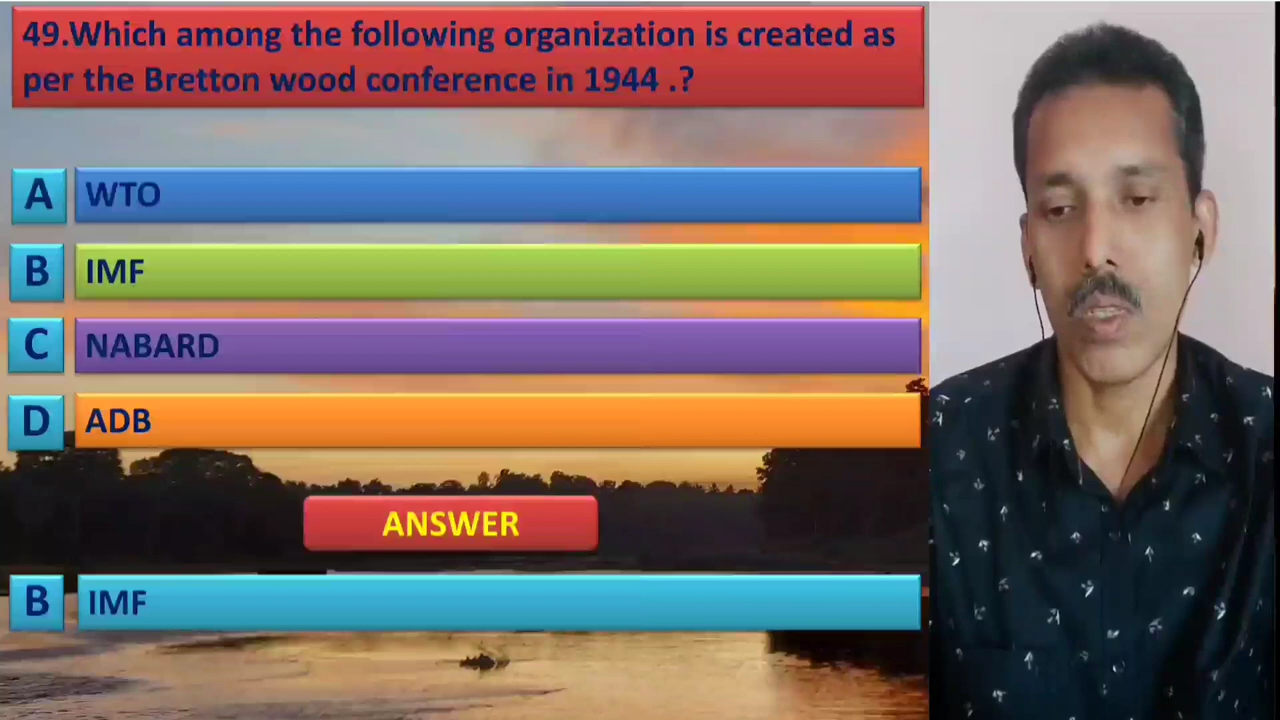 49.Which among the following organization is created as
per the Bretton wood conference in 1944 .?
A WTO
B IMF
C NABARD
D ADB
ANSWER
B IMF